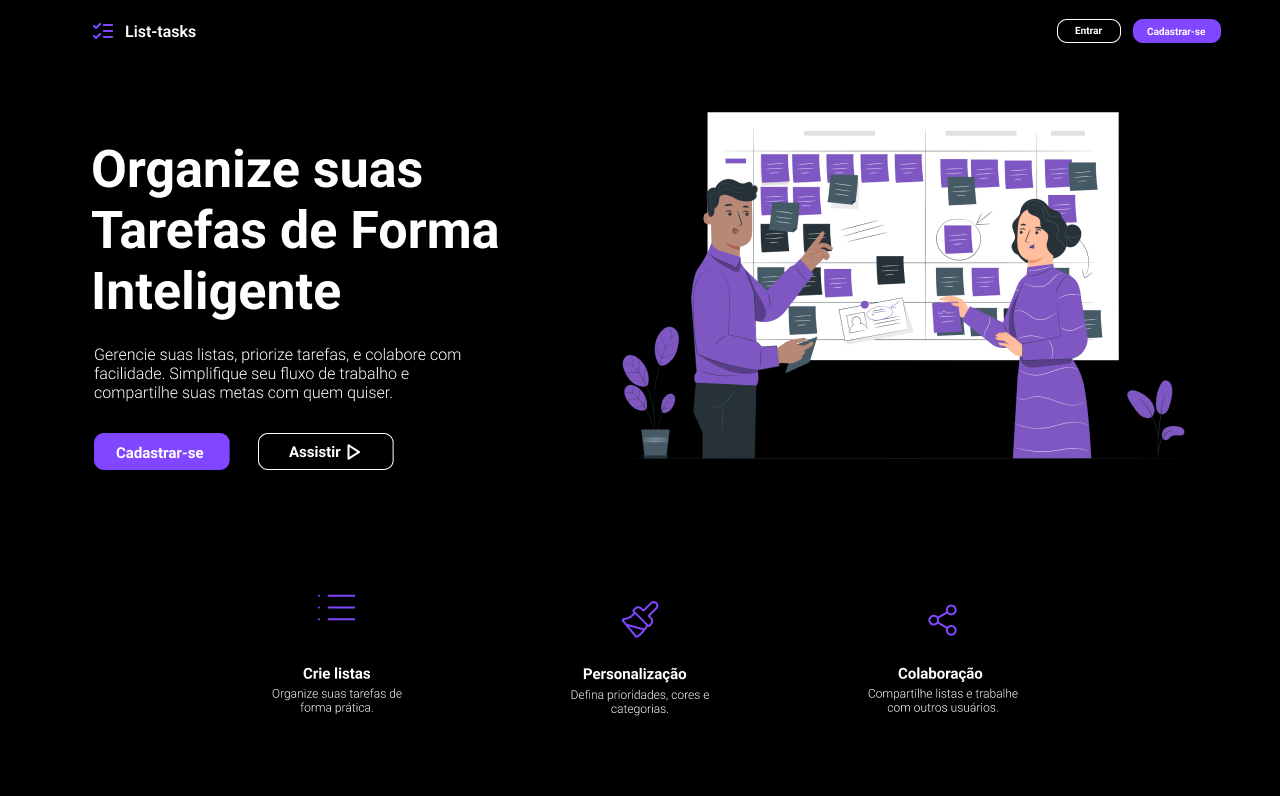 List-tasks
Entrar
Cadastrar-se
Organize suas
Tarefas de Forma
Inteligente
Gerencie suas listas, priorize tarefas, e colabore com
facilidade. Simplifique seu fluxo de trabalho e
compartilhe suas metas com quem quiser.
Cadastrar-se
Assistir
Crie listas
Organize suas tarefas de
forma prática.
Personalização
Defina prioridades, cores e
categorias.
Colaboração
Compartilhe listas e trabalhe
com outros usuários.